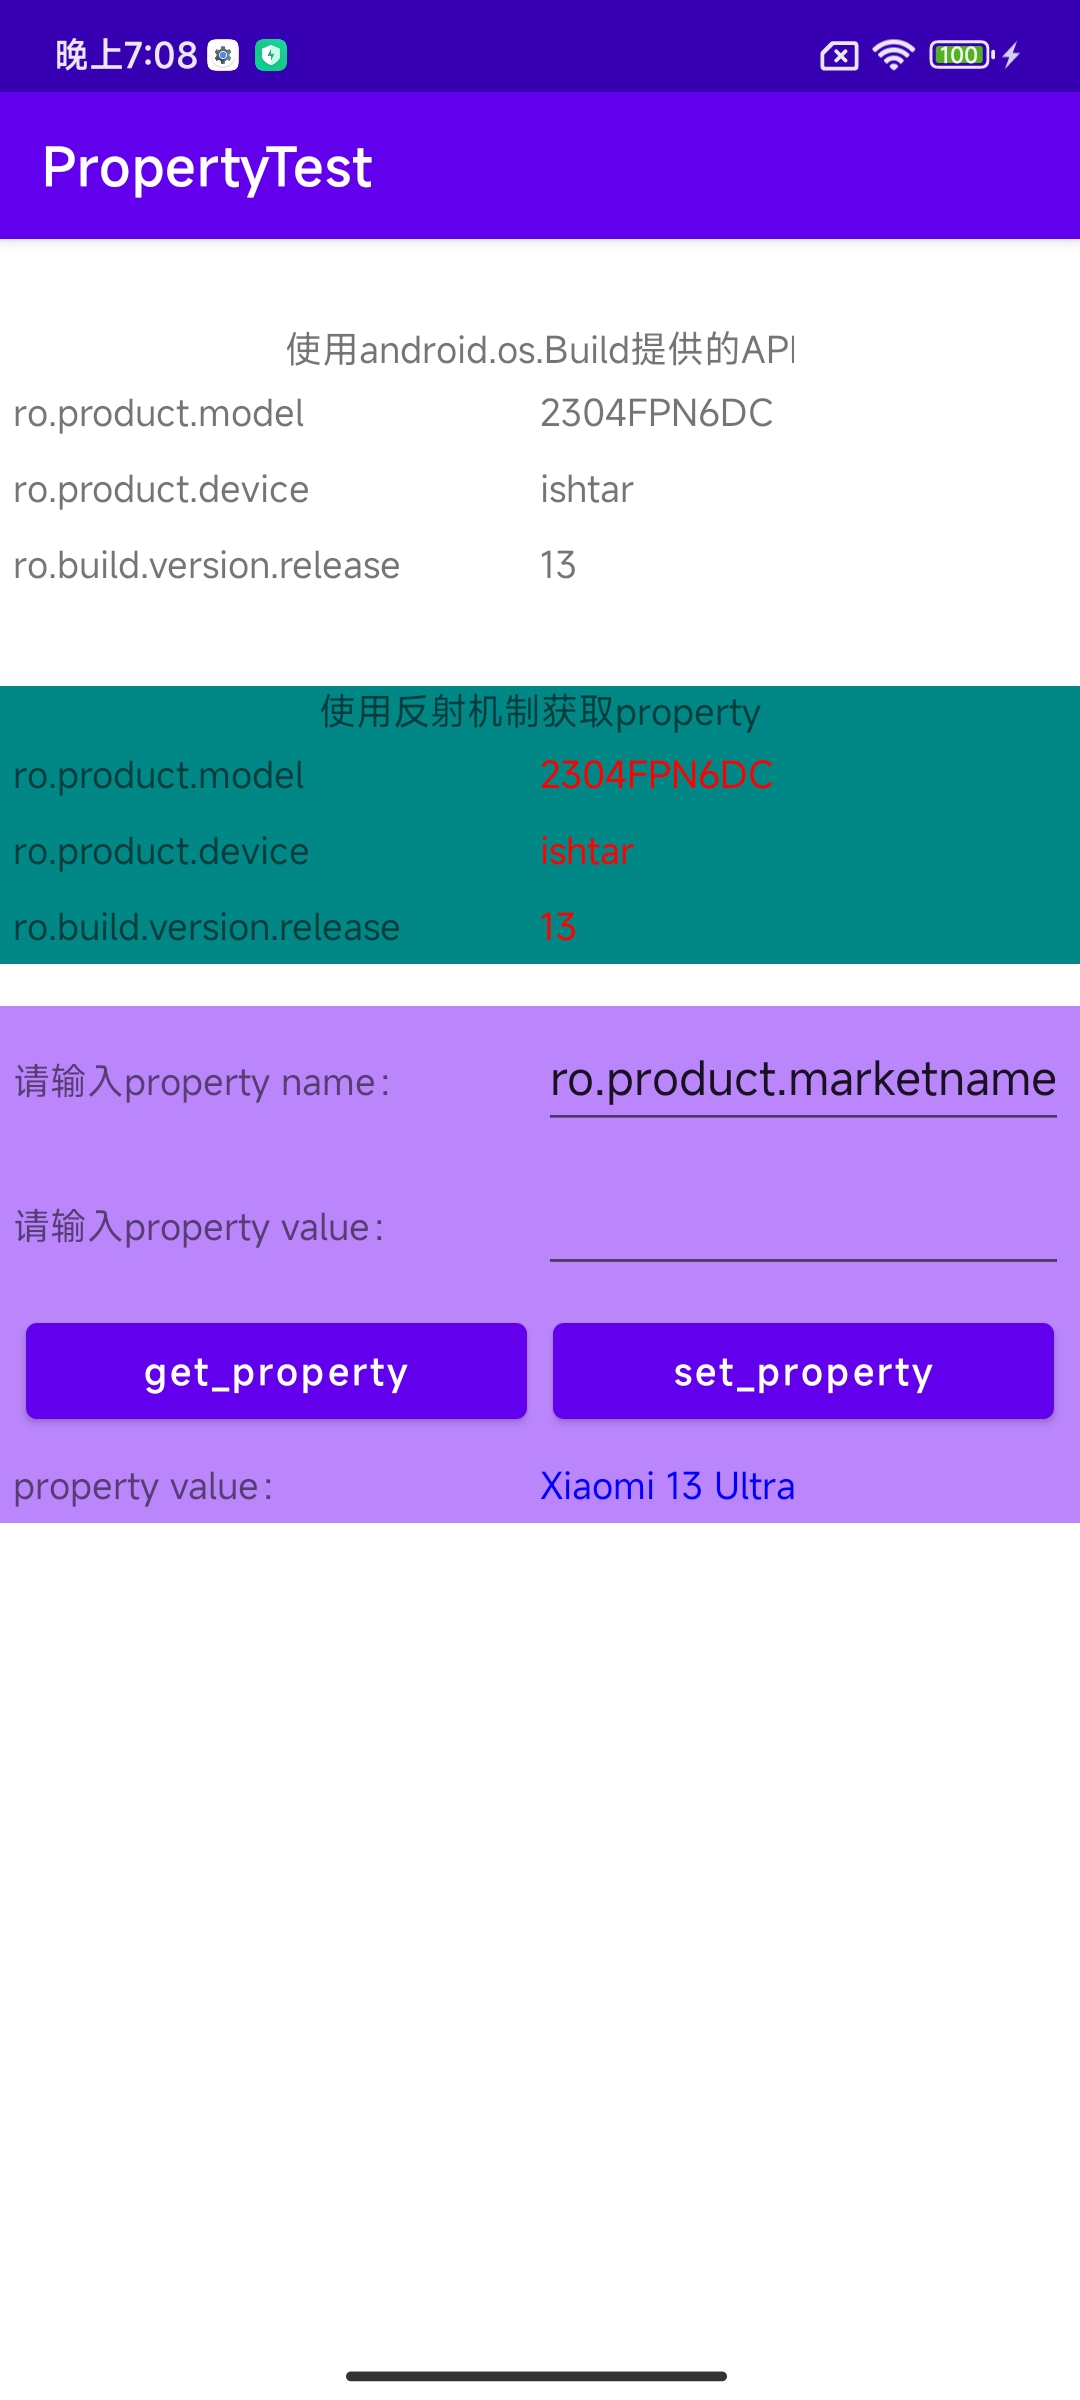 晚上7:08
100
PropertyTest
使用android.os.Build提供的API
ro.product.model 2304FPN6DC
ro.product.device ishtar
ro.build.version.release 13
使用反射机制获取property
ro.product.model 2304FPN6DC
ro.product.device ishtar
ro.build.version.release 13
请输入property name: ro.product.marketname
请输入property value:
get_property set_property
property value: Xiaomi 13 Ultra